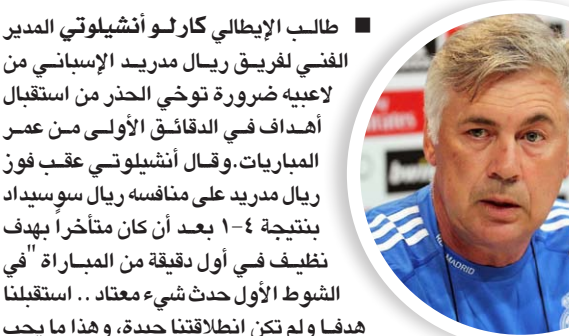 ■ طالب الإيطالي كارلو أنشيلوتي المدير
الفني لفريق ريال مدريد الإسباني من
لاعبيه ضرورة توخي الحذر من استقبال
أهداف في الدقائق الأولى من عمر
المباريات.وقال أنشيلوتي عقب فوز
ريال مدريد على منافسه ريال سوسيداد
بنتيجة ٤-١ بعد أن كان متأخراً بهدف
نظيف في أول دقيقة من المباراة "في
الشوط الأول حدث شيء معتاد .. استقبلنا
هدفا ولم تكن انطلاقتنا جيدة، وهذا ما يجب
Emirates
bwin
MADRID